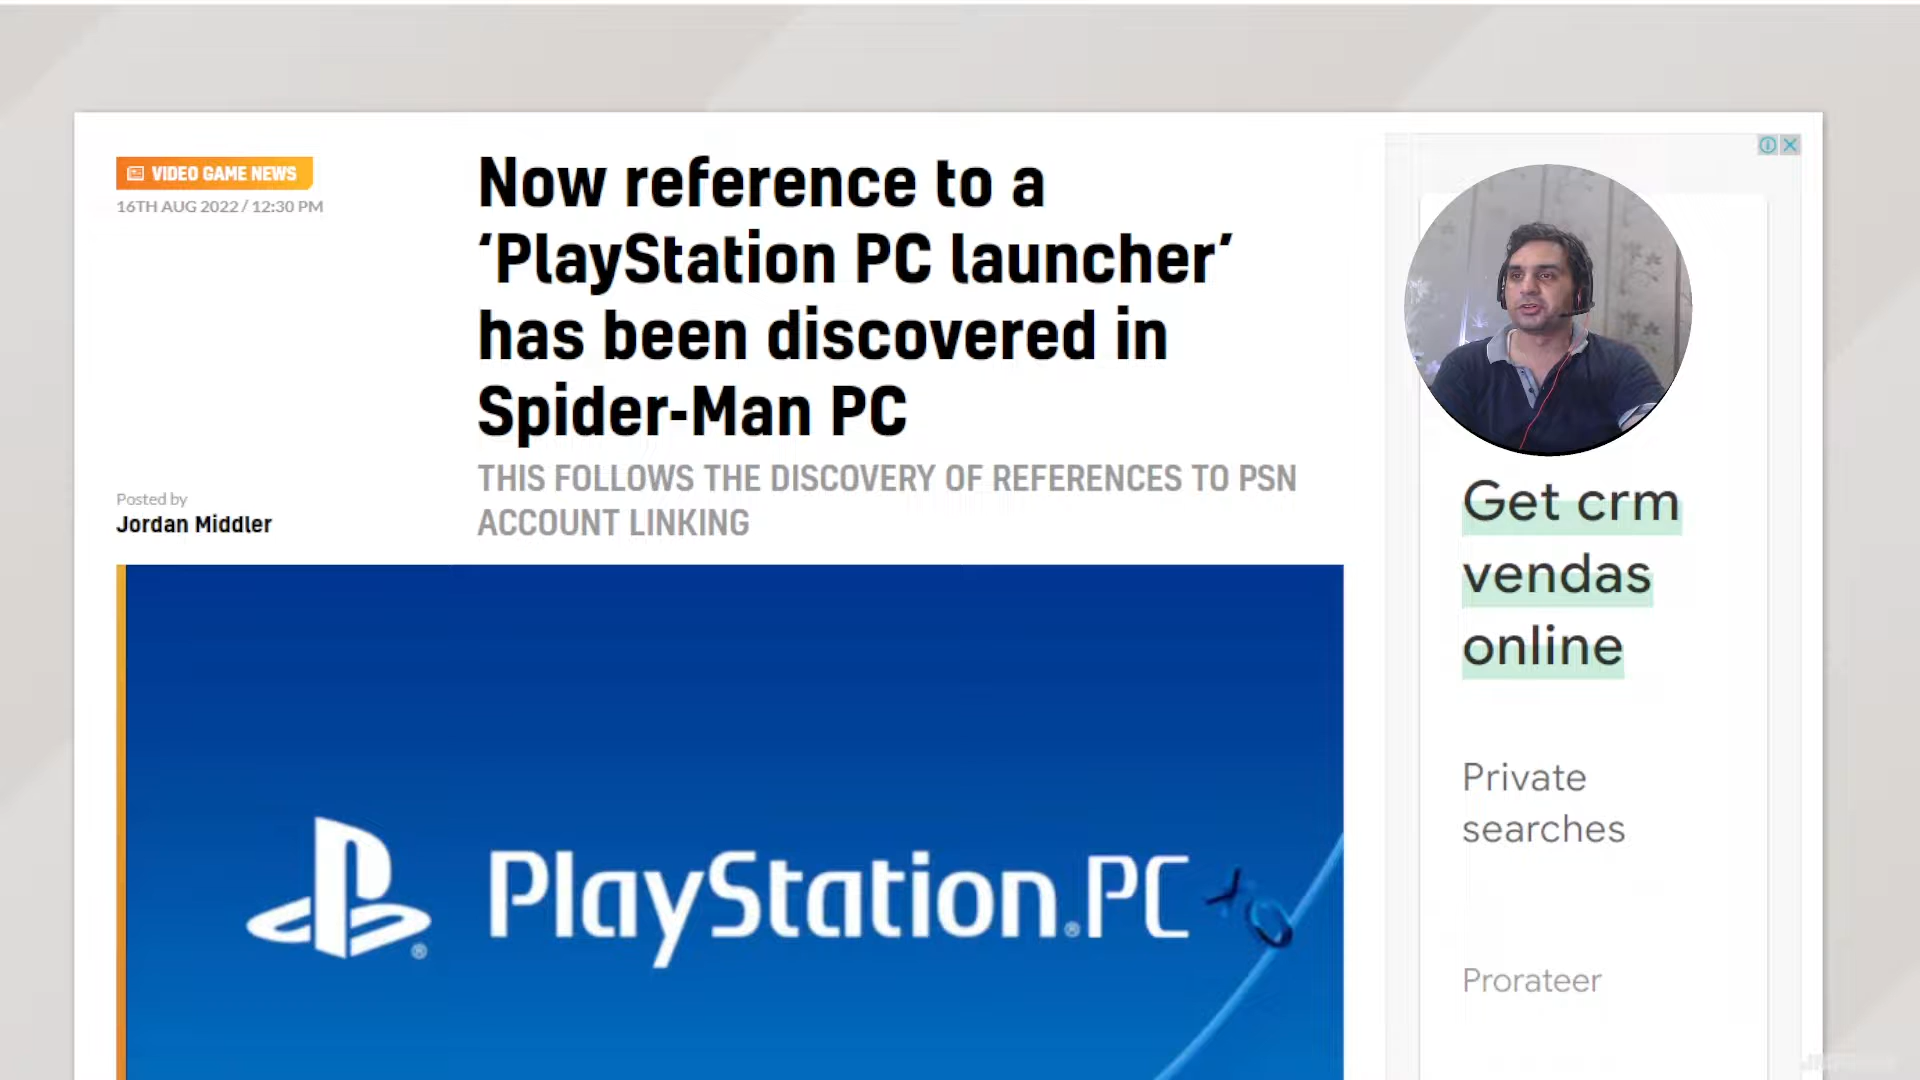 VIDEO GAME NEWS
16TH AUG 2022 / 12:30 PM
Now reference to a
‘PlayStation PC launcher’
has been discovered in
Spider-Man PC
THIS FOLLOWS THE DISCOVERY OF REFERENCES TO PSN
ACCOUNT LINKING
Posted by
Jordan Middler
PlayStation®.PC
Get crm
vendas
online
Private
searches
Prorateer